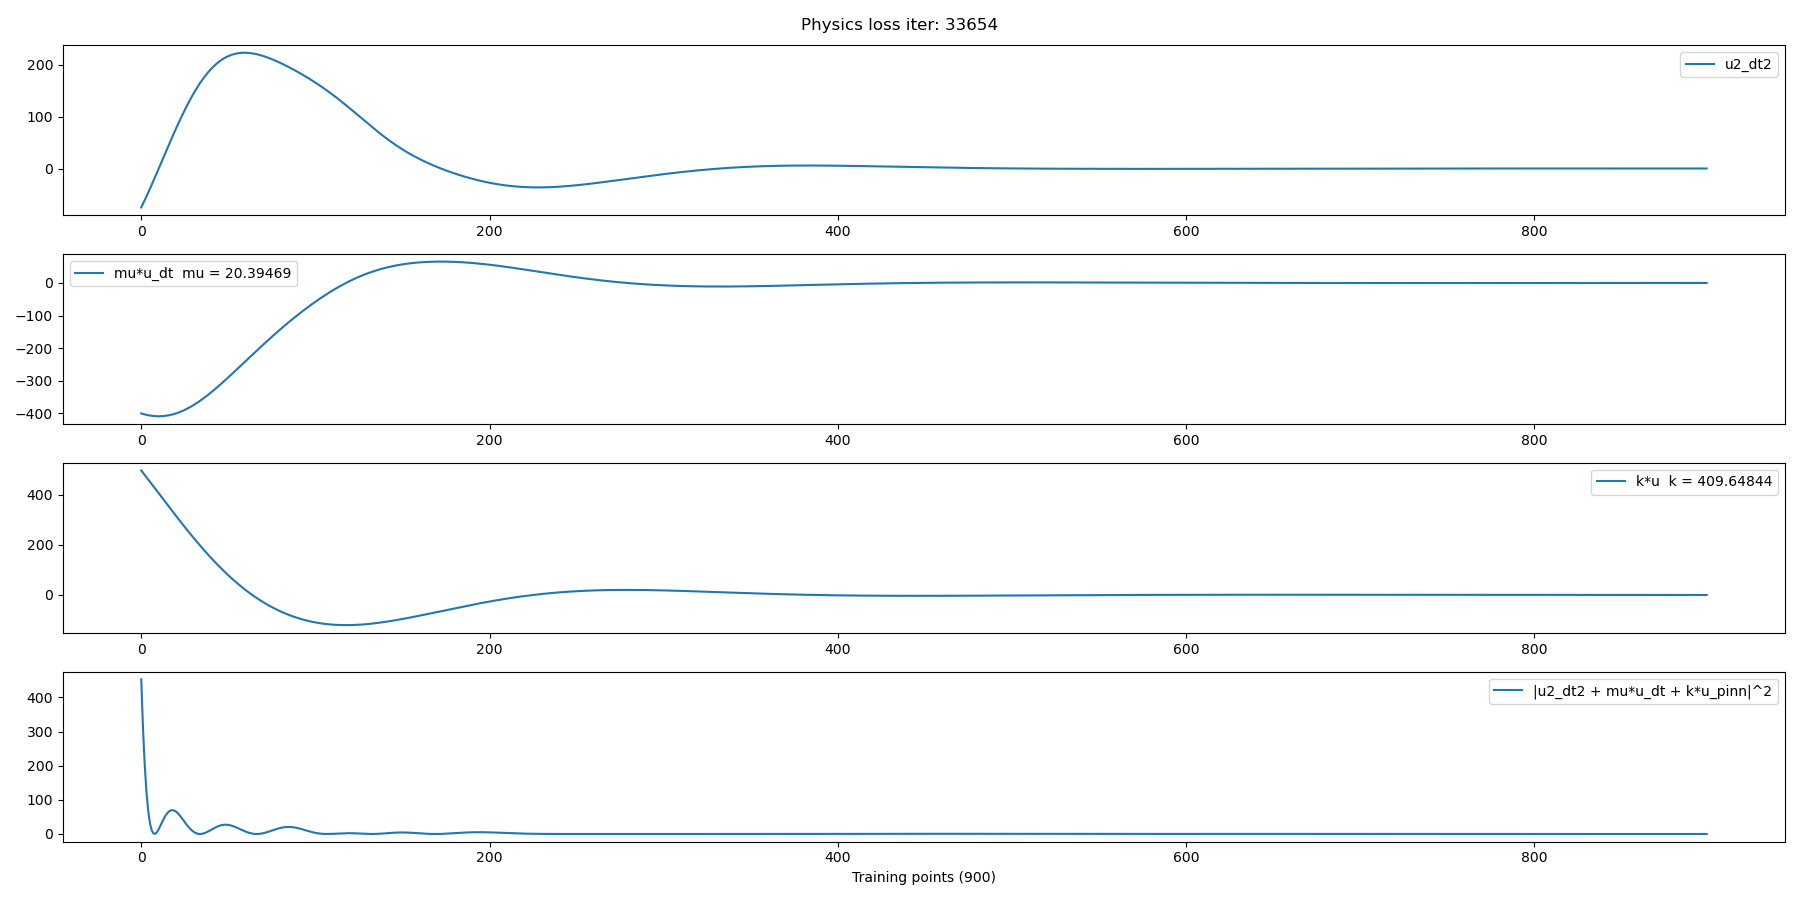 Physics loss iter: 33654
200
100
0
u2_dt2
0 200 400 600 800
0
−100
−200
−300
−400
mu*u_dt  mu = 20.39469
0 200 400 600 800
400
200
0
k*u  k = 409.64844
0 200 400 600 800
400
300
200
100
0
|u2_dt2 + mu*u_dt + k*u_pinn|^2
0 200 400 600 800
Training points (900)